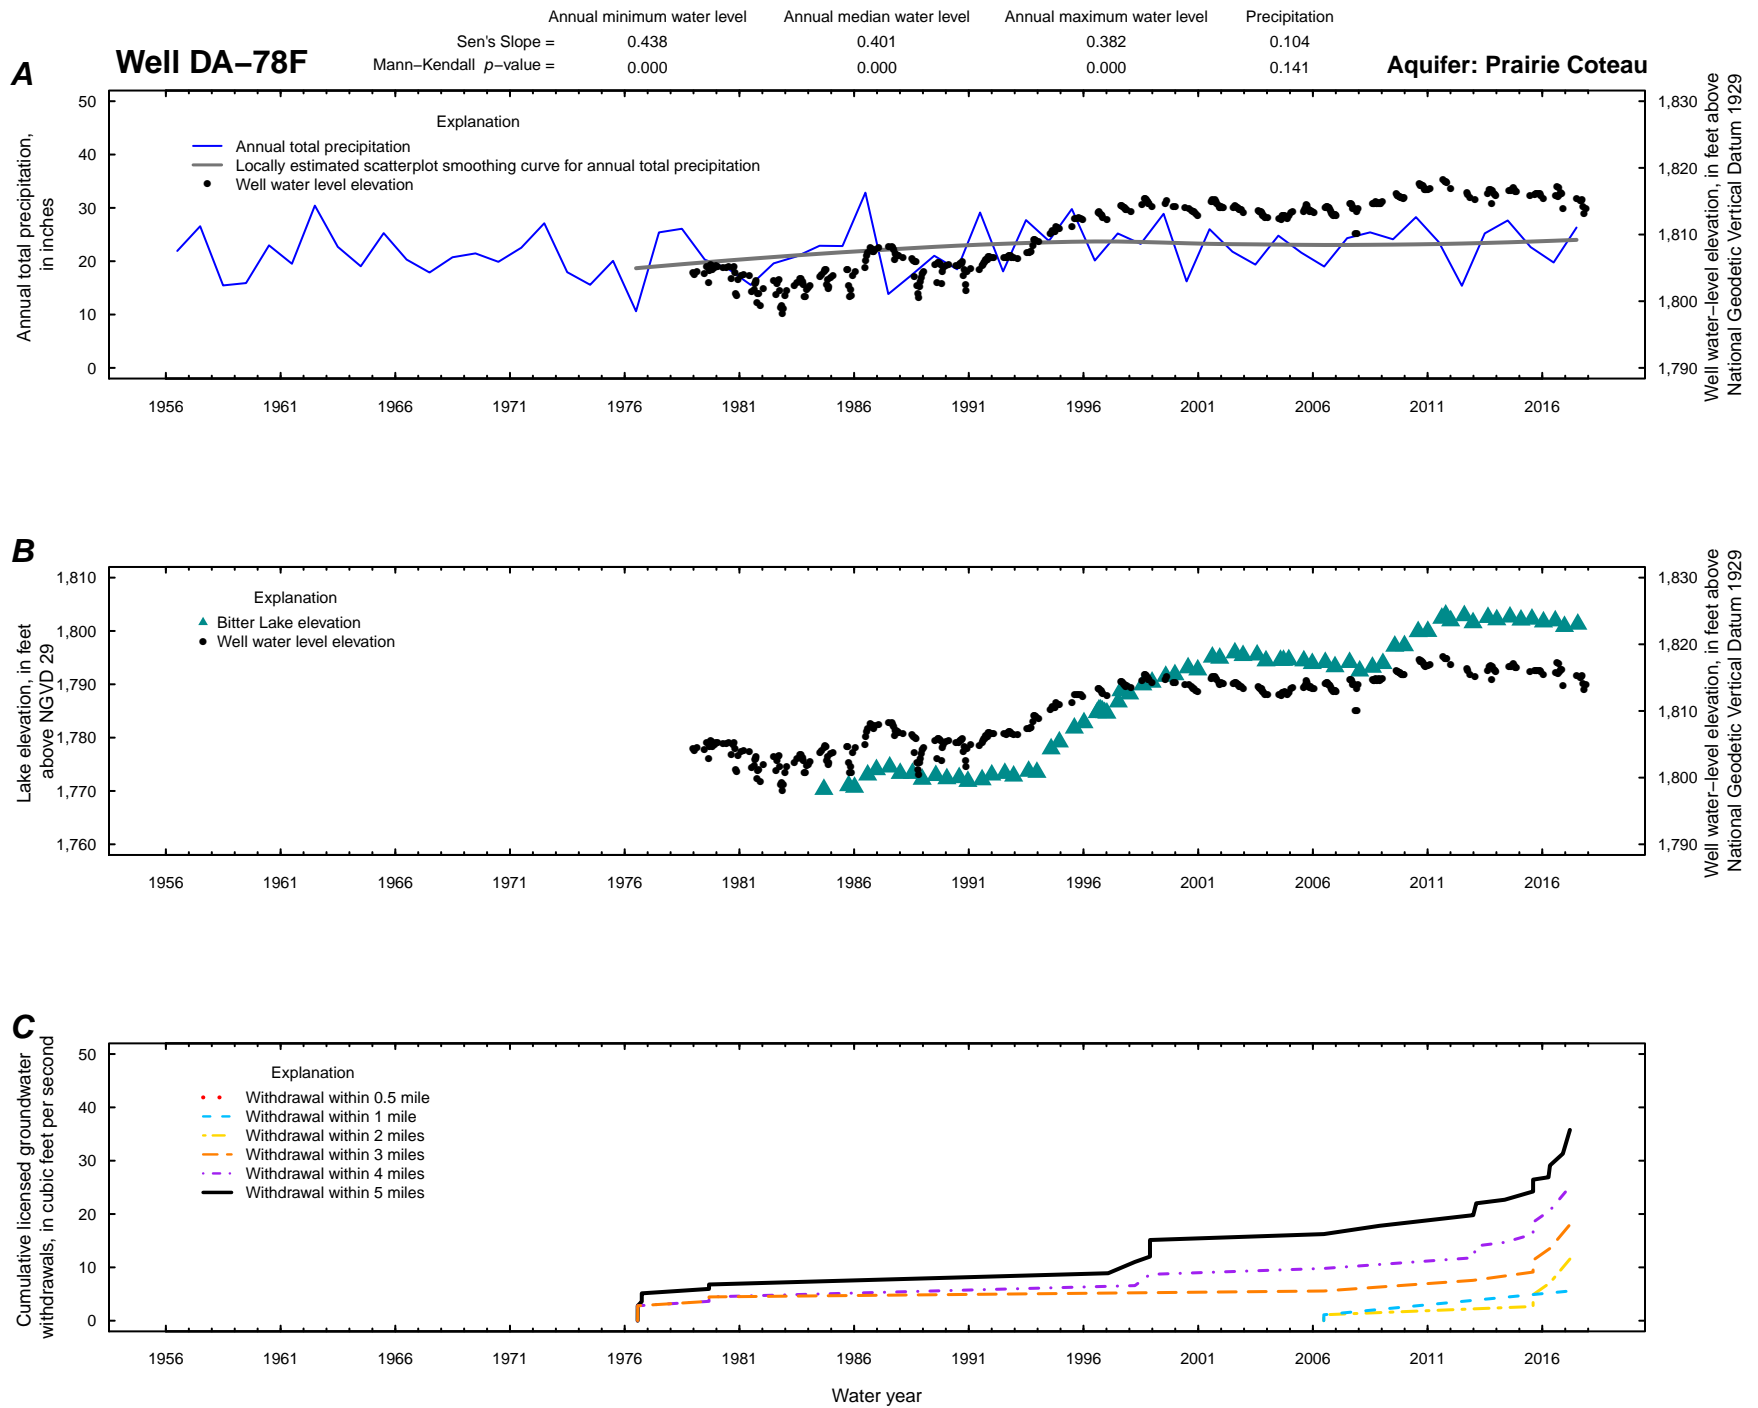 Annual minimum water level Annual median water level Annual maximum water level Precipitation
Sen's Slope = 0.438 0.401 0.382 0.104
Mann−Kendall p−value = 0.000 0.000 0.000 0.141
Well DA−78F
Aquifer: Prairie Coteau
A
Annual total precipitation,
in inches
50
40
30
20
10
0
Explanation
Annual total precipitation
Locally estimated scatterplot smoothing curve for annual total precipitation
Well water level elevation
1,830
1,820
1,810
1,800
1,790
Well water−level elevation, in feet above
National Geodetic Vertical Datum 1929
1956 1961 1966 1971 1976 1981 1986 1991 1996 2001 2006 2011 2016
B
Lake elevation, in feet
above NGVD 29
1,810
1,800
1,790
1,780
1,770
1,760
Explanation
Bitter Lake elevation
Well water level elevation
1,830
1,820
1,810
1,800
1,790
Well water−level elevation, in feet above
National Geodetic Vertical Datum 1929
1956 1961 1966 1971 1976 1981 1986 1991 1996 2001 2006 2011 2016
C
Cumulative licensed groundwater
withdrawals, in cubic feet per second
50
40
30
20
10
0
Explanation
Withdrawal within 0.5 mile
Withdrawal within 1 mile
Withdrawal within 2 miles
Withdrawal within 3 miles
Withdrawal within 4 miles
Withdrawal within 5 miles
1956 1961 1966 1971 1976 1981 1986 1991 1996 2001 2006 2011 2016
Water year